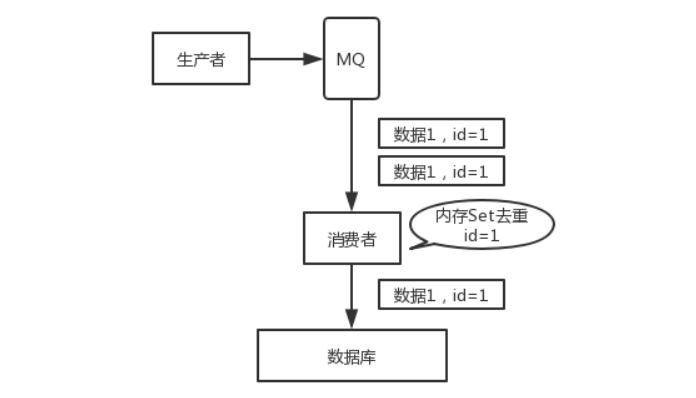 生产者
MQ
数据1，id=1
数据1，id=1
内存Set去重
id=1
消费者
数据1，id=1
数据库